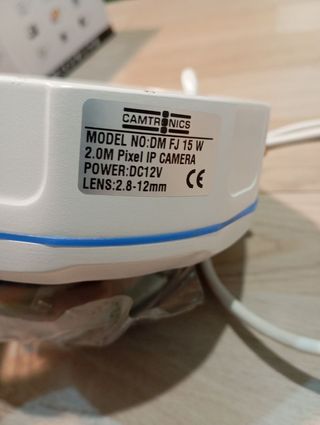 CAMTRONICS
MODEL NO:DM FJ 15 W
2.0M Pixel IP CAMERA
POWER:DC12V
LENS:2.8-12mm CE